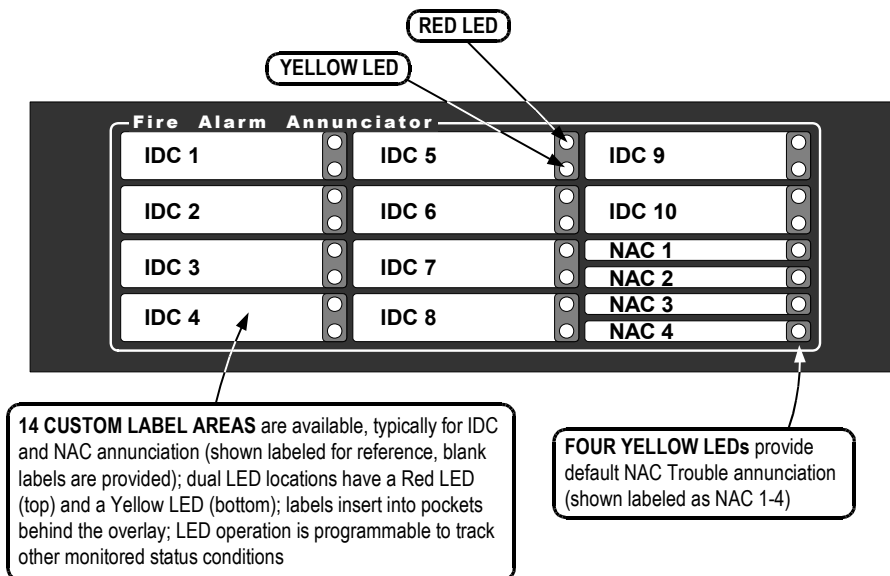 RED LED
YELLOW LED
Fire Alarm Annunciator
IDC 1
IDC 5
IDC 9
IDC 2
IDC 6
IDC 10
IDC 3
IDC 7
NAC 1
NAC 2
IDC 4
IDC 8
NAC 3
NAC 4
14 CUSTOM LABEL AREAS are available, typically for IDC
and NAC annunciation (shown labeled for reference, blank
labels are provided); dual LED locations have a Red LED
(top) and a Yellow LED (bottom); labels insert into pockets
behind the overlay; LED operation is programmable to track
other monitored status conditions
FOUR YELLOW LEDs provide
default NAC Trouble annunciation
(shown labeled as NAC 1-4)